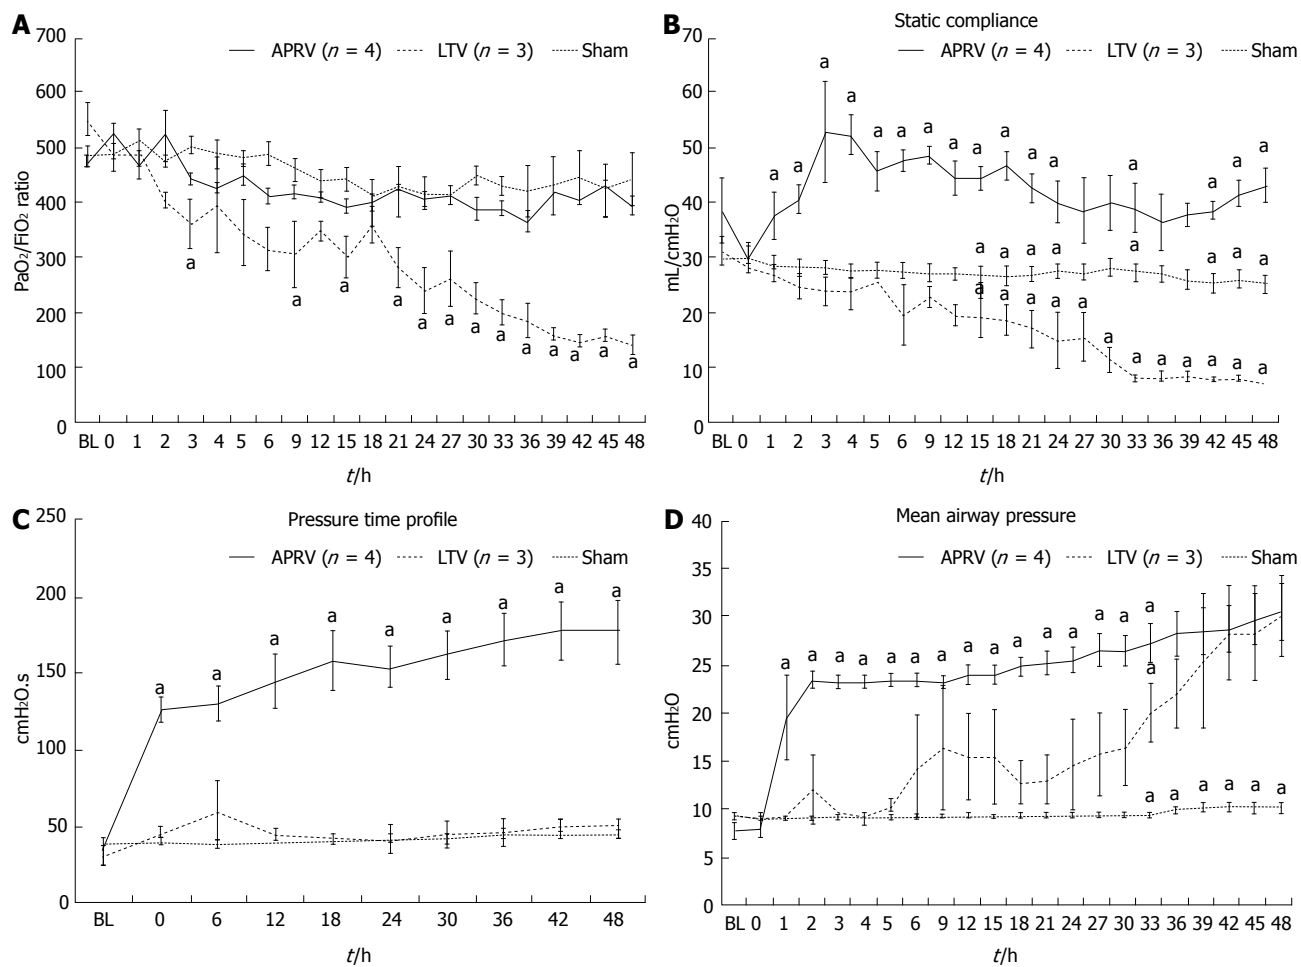 A
700
APRV (n = 4) LTV (n = 3) Sham
600
500
400
300
200
100
0
PaO2/FiO2 ratio
a a a a a a a a a a a a a
BL 0 1 2 3 4 5 6 9 12 15 18 21 24 27 30 33 36 39 42 45 48
t/h
B
Static compliance
70
APRV (n = 4) LTV (n = 3) Sham
60
50
40
30
20
10
0
mL/cmH2O
a a a a a a a a a a a a a a a a a a
a a a a a a a
a a a a a a a a a a a a
BL 0 1 2 3 4 5 6 9 12 15 18 21 24 27 30 33 36 39 42 45 48
t/h
C
Pressure time profile
250
APRV (n = 4) LTV (n = 3) Sham
200
150
100
50
0
cmH2O.s
a a a a a a a a a
BL 0 6 12 18 24 30 36 42 48
t/h
D
Mean airway pressure
40
APRV (n = 4) LTV (n = 3) Sham
35
30
25
20
15
10
5
0
cmH2O
a a a a a a a a a a a a a a a
a
a a a a a a
BL 0 1 2 3 4 5 6 9 12 15 18 21 24 27 30 33 36 39 42 45 48
t/h